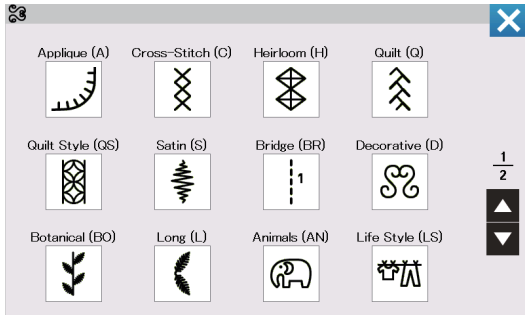 Applique (A) Cross-Stitch (C) Heirloom (H) Quilt (Q)
Quilt Style (QS) Satin (S) Bridge (BR) Decorative (D)
1
1
2
Botanical (BO) Long (L) Animals (AN) Life Style (LS)